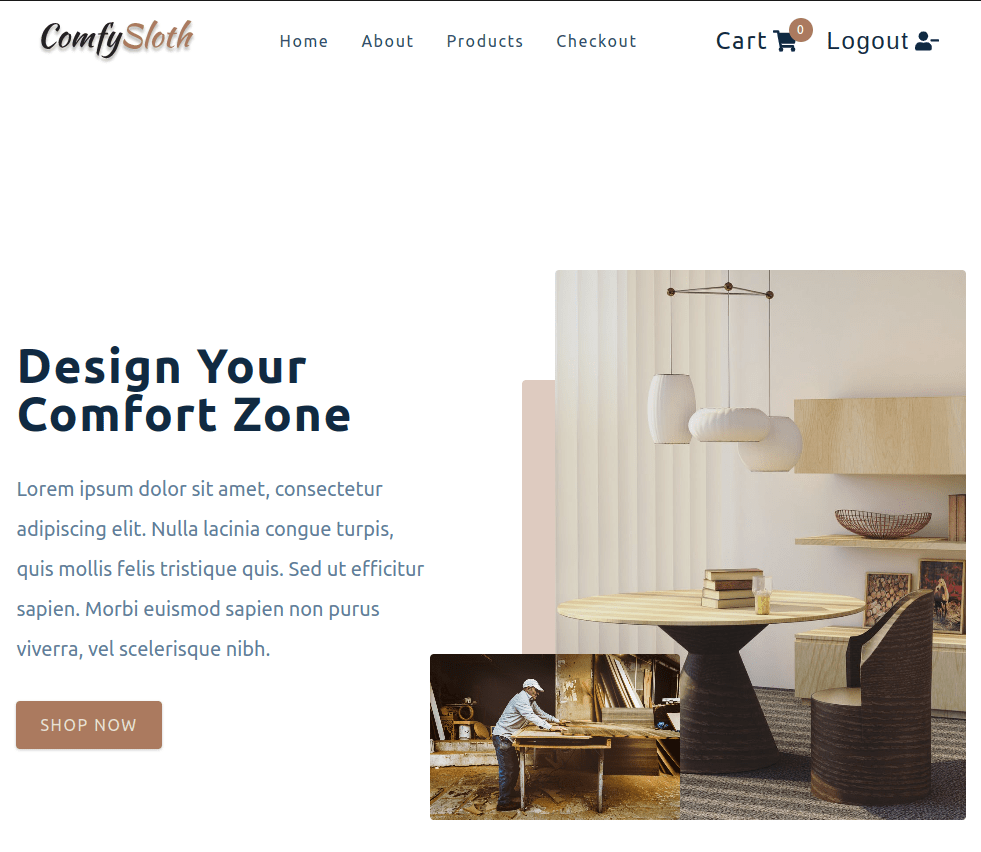 ComfySloth
Home About Products Checkout
Cart 0 Logout
Design Your
Comfort Zone
Lorem ipsum dolor sit amet, consectetur
adipiscing elit. Nulla lacinia congue turpis,
quis mollis felis tristique quis. Sed ut efficitur
sapien. Morbi euismod sapien non purus
viverra, vel scelerisque nibh.
SHOP NOW